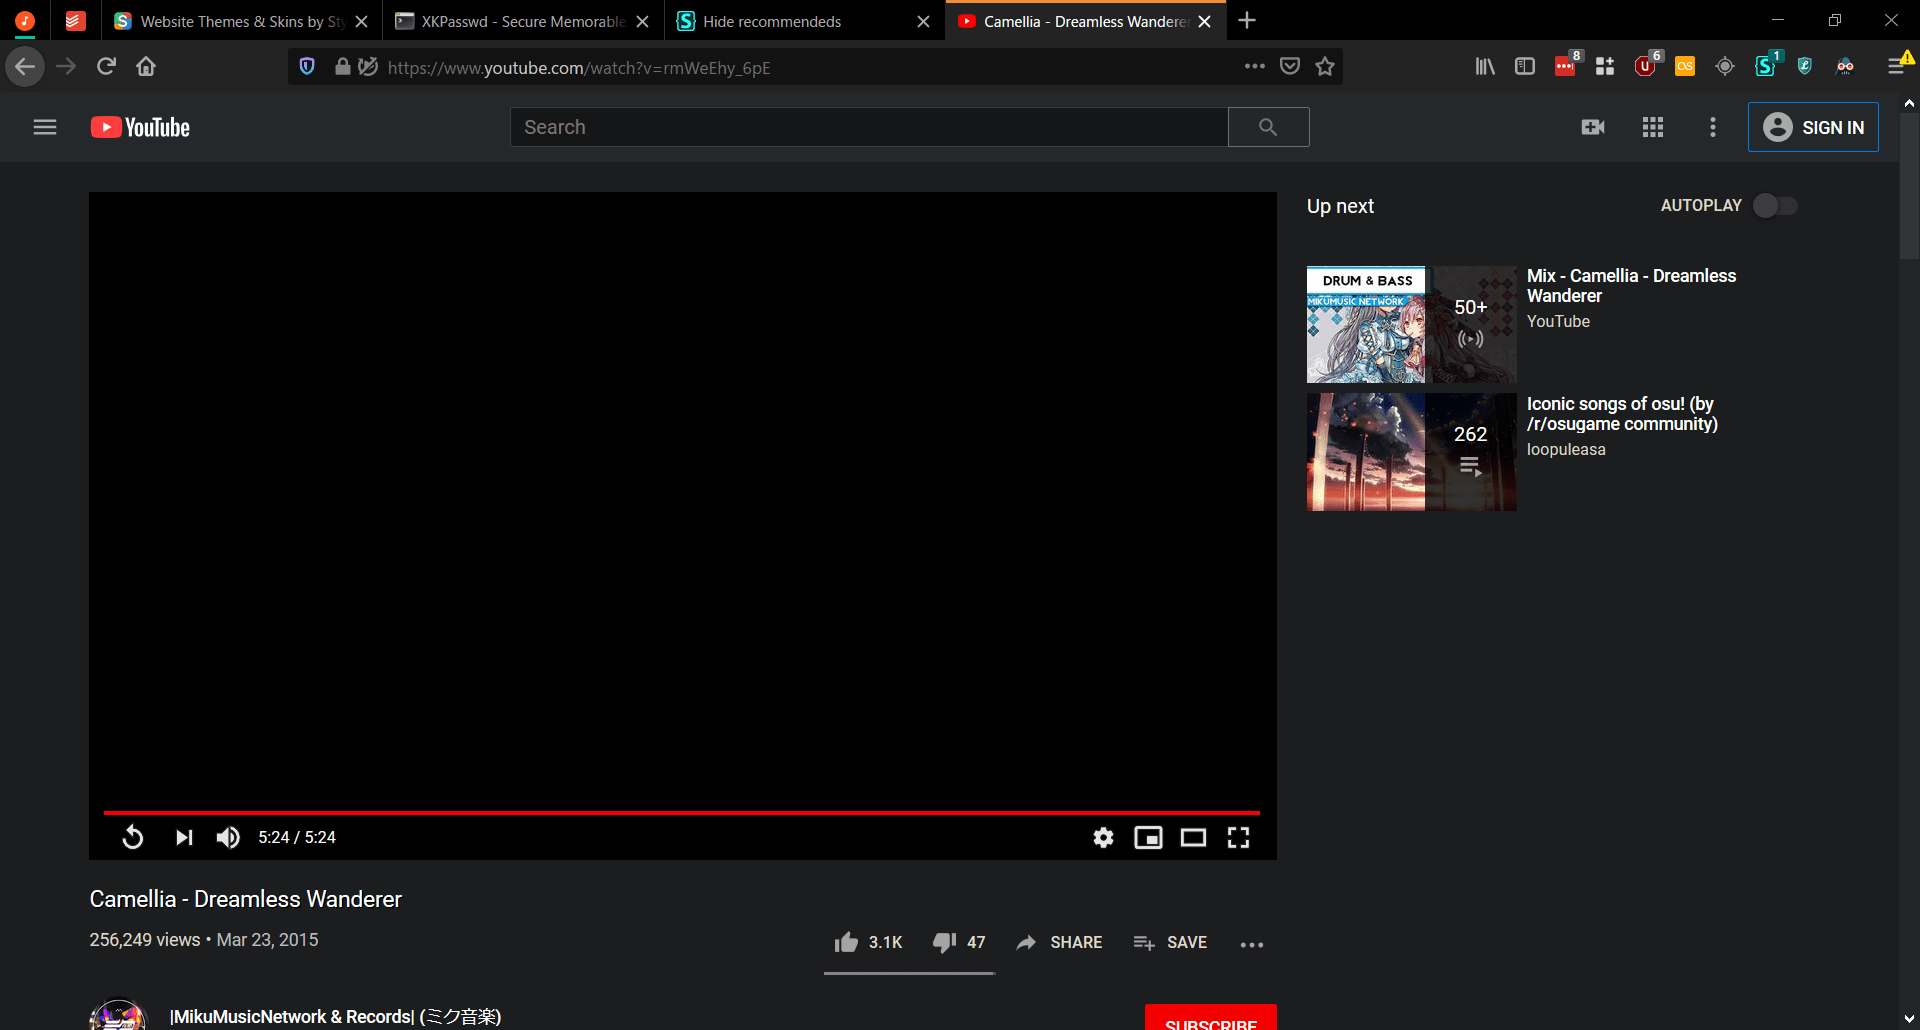 Website Themes & Skins by Sty
XKPasswd - Secure Memorable
Hide recommendeds
Camellia - Dreamless Wanderer
https://www.youtube.com/watch?v=rmWeEhy_6pE
8
6
1
YouTube
Search
SIGN IN
Up next
AUTOPLAY
DRUM & BASS
MIKUMUSIC NETWORK
50+
Mix - Camellia - Dreamless
Wanderer
YouTube
262
Iconic songs of osu! (by
/r/osugame community)
loopuleasa
5:24 / 5:24
Camellia - Dreamless Wanderer
256,249 views • Mar 23, 2015
3.1K
47
SHARE
SAVE
|MikuMusicNetwork & Records| (ミク音楽)
SUBSCRIBE